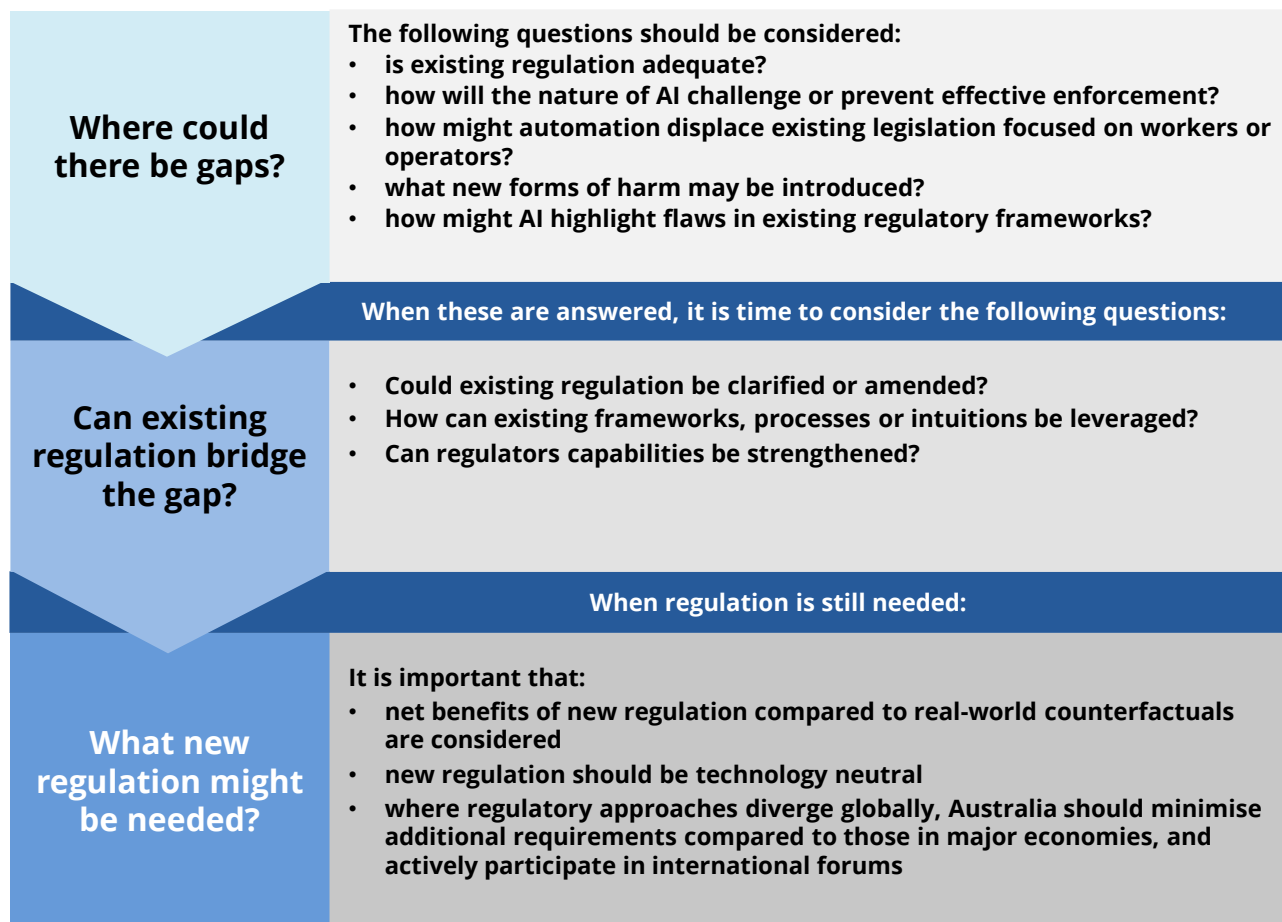 Where could
there be gaps?
The following questions should be considered:
• is existing regulation adequate?
• how will the nature of AI challenge or prevent effective enforcement?
• how might automation displace existing legislation focused on workers or
operators?
• what new forms of harm may be introduced?
• how might AI highlight flaws in existing regulatory frameworks?
When these are answered, it is time to consider the following questions:
Can existing
regulation bridge
the gap?
• Could existing regulation be clarified or amended?
• How can existing frameworks, processes or intuitions be leveraged?
• Can regulators capabilities be strengthened?
When regulation is still needed:
What new
regulation might
be needed?
It is important that:
• net benefits of new regulation compared to real-world counterfactuals
are considered
• new regulation should be technology neutral
• where regulatory approaches diverge globally, Australia should minimise
additional requirements compared to those in major economies, and
actively participate in international forums